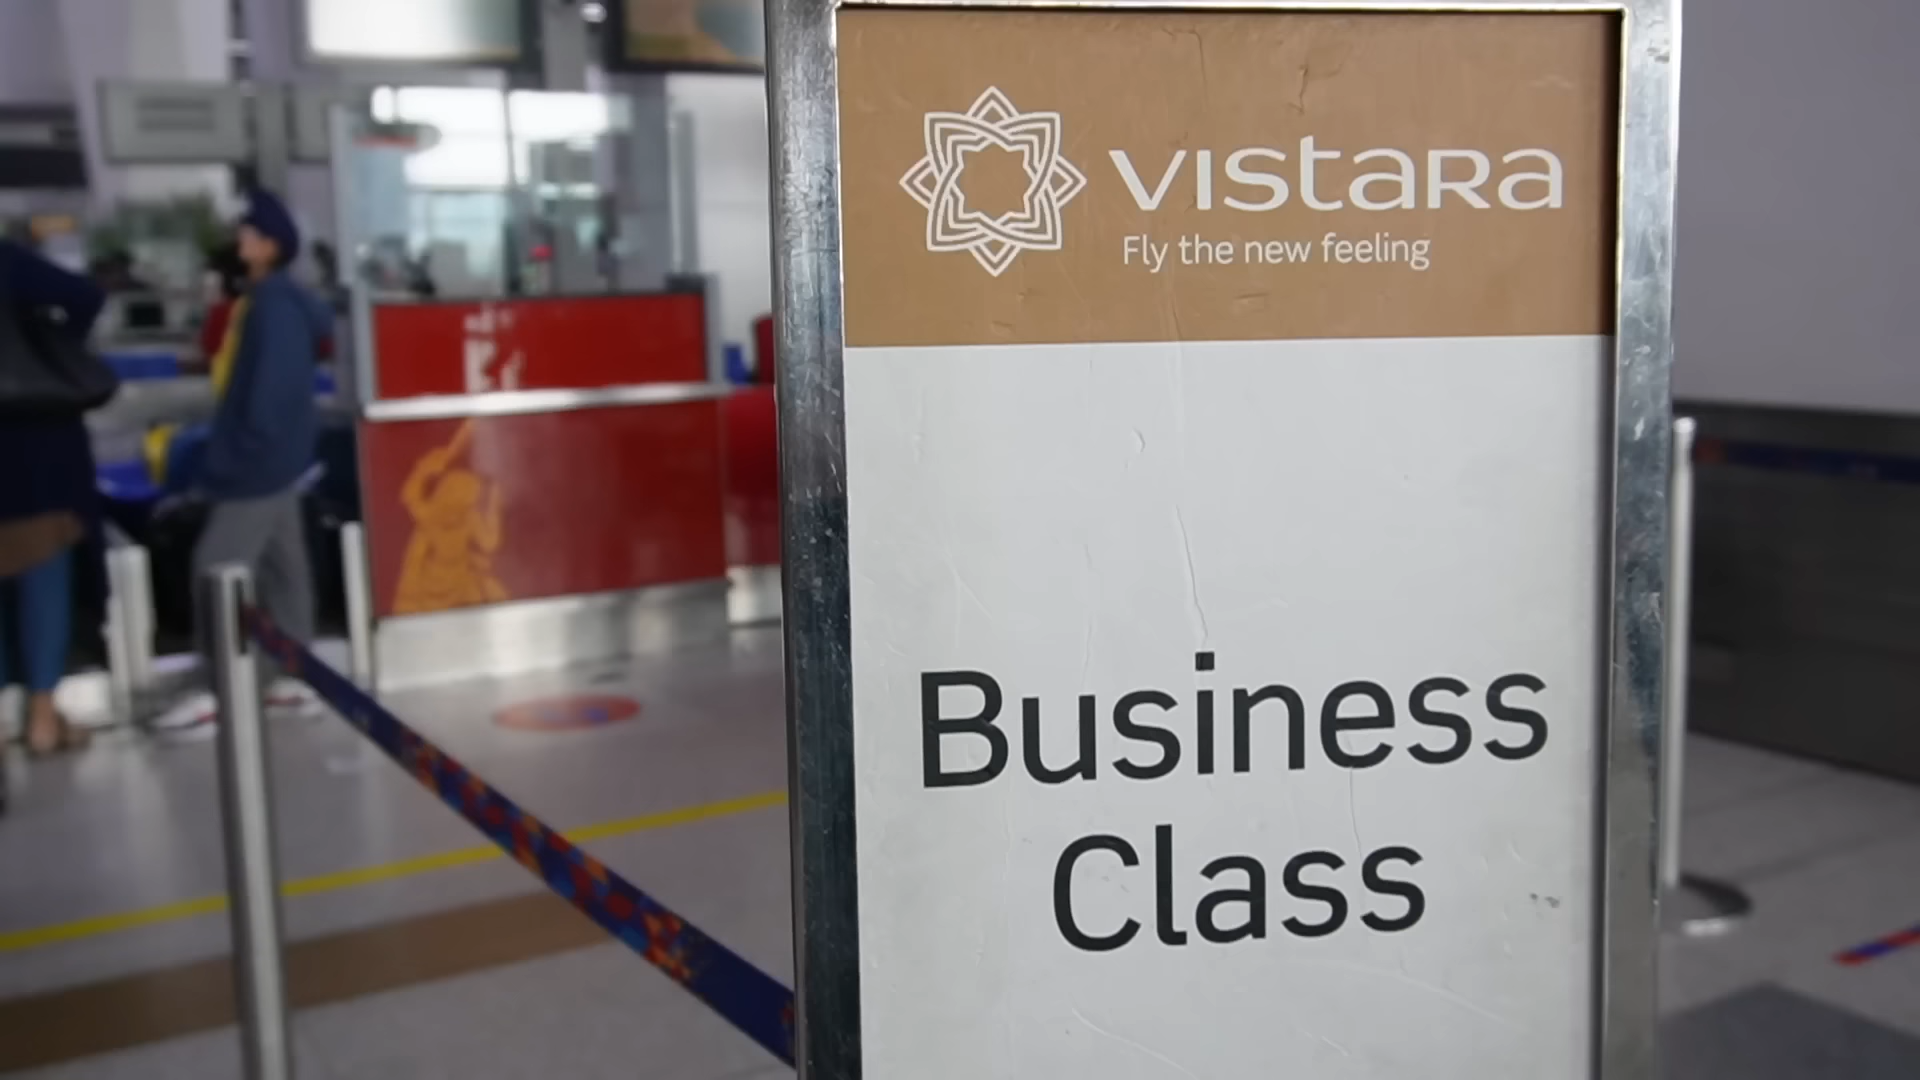 vistara
Fly the new feeling
Business
Class